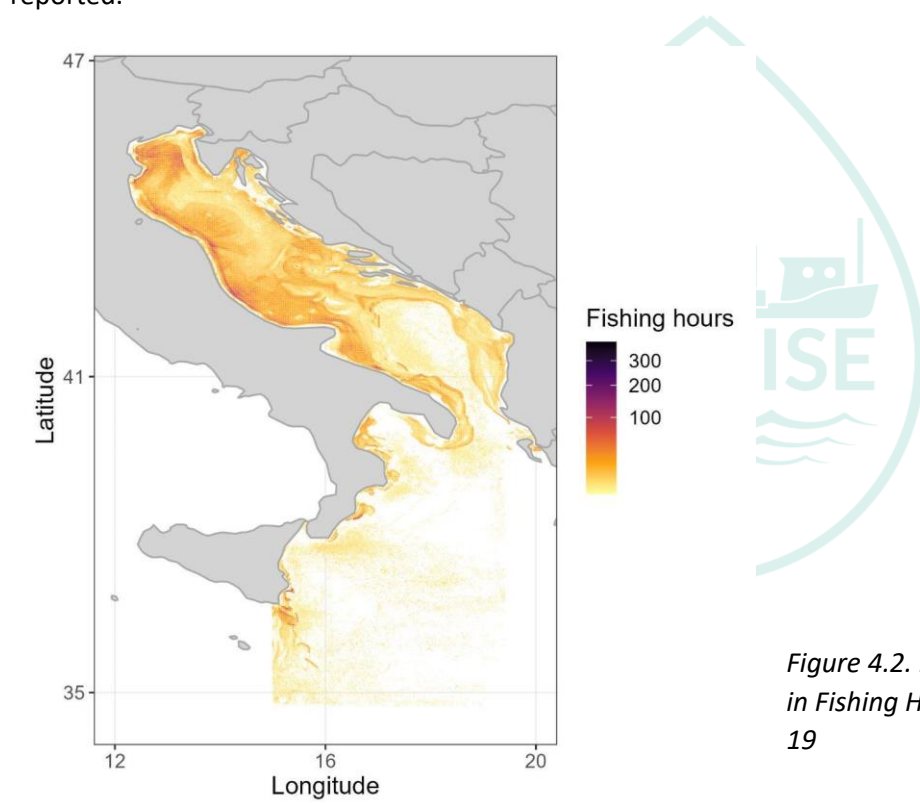 reported.
47
41
35
Latitude
12
16
20
Longitude
Fishing hours
300
200
100
ISE
Figure 4.2.
in Fishing H
19